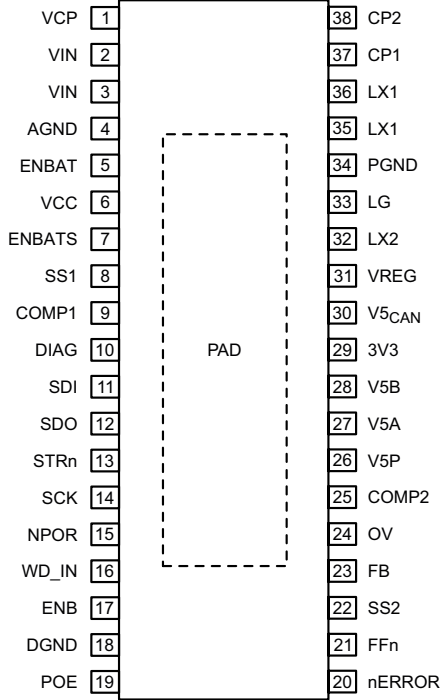 VCP 1
VIN 2
VIN 3
AGND 4
ENBAT 5
VCC 6
ENBATS 7
SS1 8
COMP1 9
DIAG 10
SDI 11
SDO 12
STRn 13
SCK 14
NPOR 15
WD_IN 16
ENB 17
DGND 18
POE 19
PAD
38 CP2
37 CP1
36 LX1
35 LX1
34 PGND
33 LG
32 LX2
31 VREG
30 V5CAN
29 3V3
28 V5B
27 V5A
26 V5P
25 COMP2
24 OV
23 FB
22 SS2
21 FFn
20 nERROR